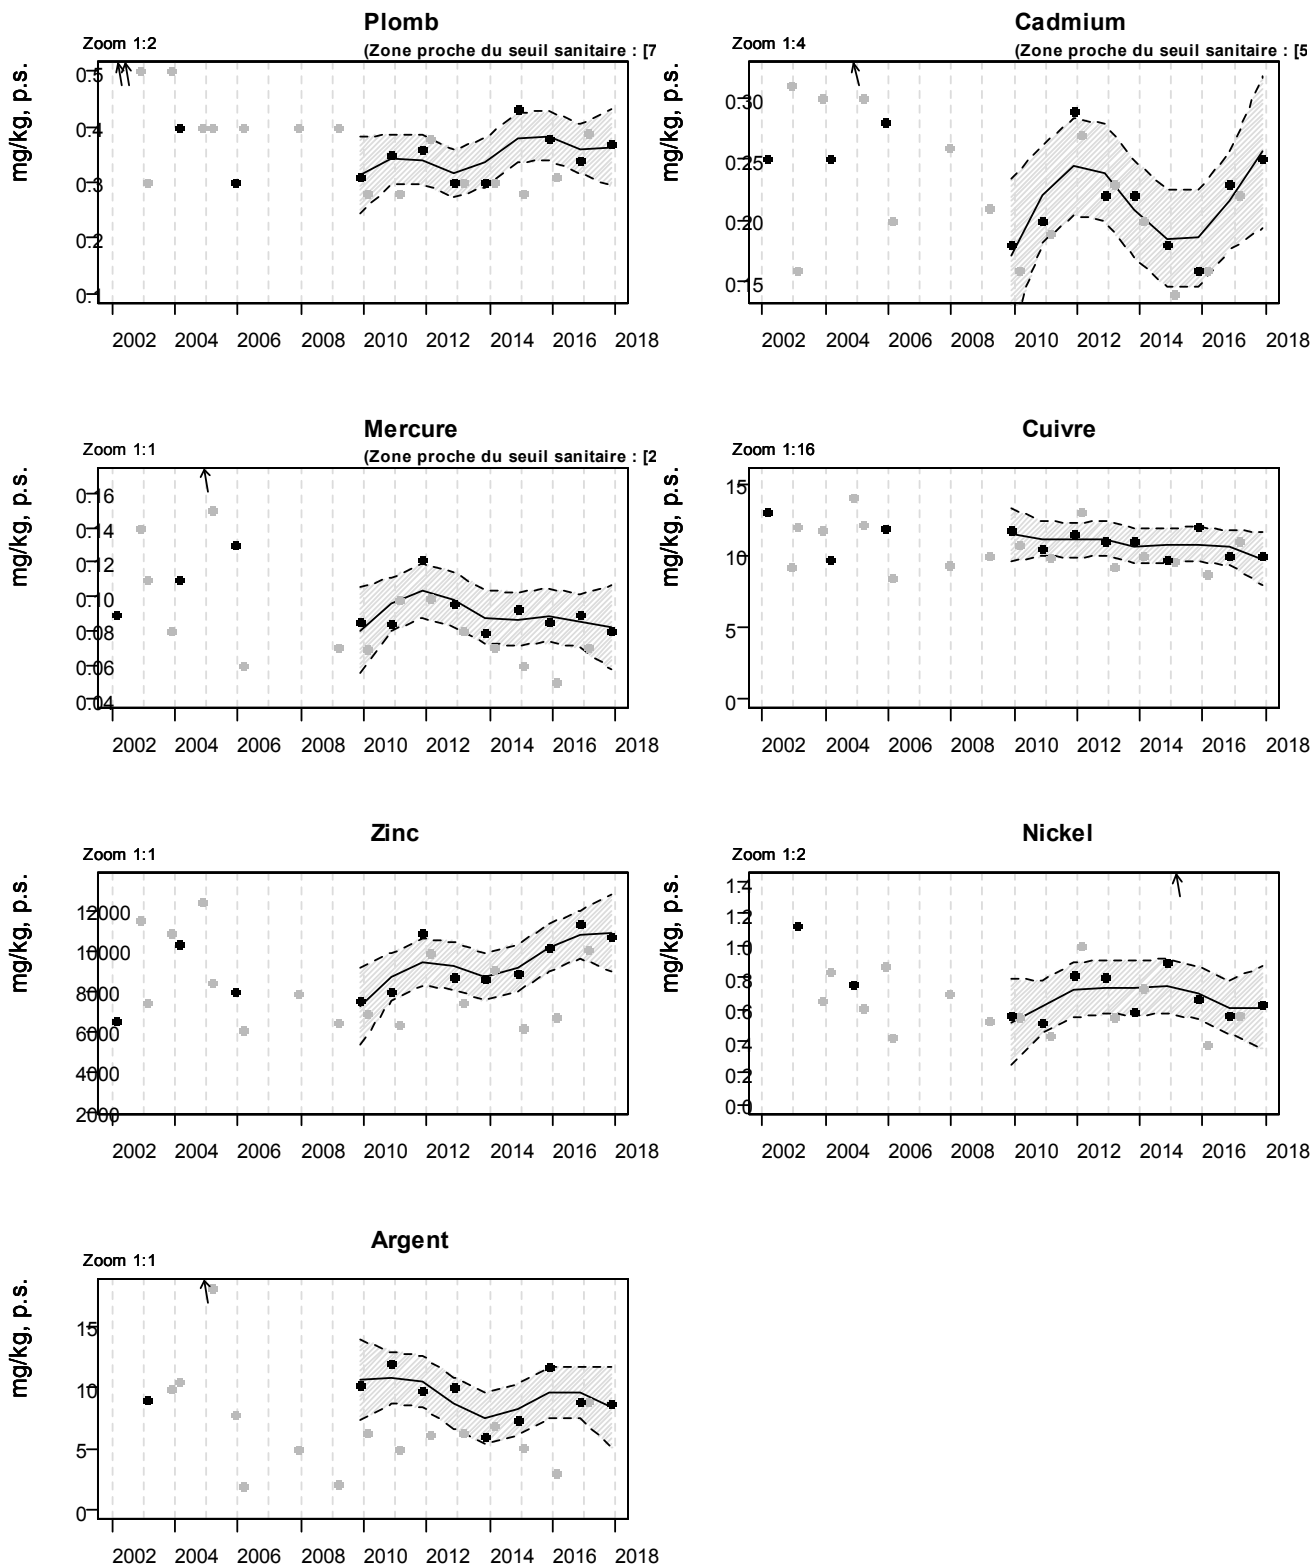 Plomb
Zoom 1:2
(Zone proche du seuil sanitaire : [7
mg/kg, p.s.
0.5
0.4
0.3
0.2
0.1
2002 2004 2006 2008 2010 2012 2014 2016 2018
Cadmium
Zoom 1:4
(Zone proche du seuil sanitaire : [5
mg/kg, p.s.
0.30
0.25
0.20
0.15
2002 2004 2006 2008 2010 2012 2014 2016 2018
Mercure
Zoom 1:1
(Zone proche du seuil sanitaire : [2
mg/kg, p.s.
0.16
0.14
0.12
0.10
0.08
0.06
0.04
2002 2004 2006 2008 2010 2012 2014 2016 2018
Cuivre
Zoom 1:16
mg/kg, p.s.
15
10
5
0
2002 2004 2006 2008 2010 2012 2014 2016 2018
Zinc
Zoom 1:1
mg/kg, p.s.
12000
10000
8000
6000
4000
2000
2002 2004 2006 2008 2010 2012 2014 2016 2018
Nickel
Zoom 1:2
mg/kg, p.s.
1.4
1.2
1.0
0.8
0.6
0.4
0.2
0.0
2002 2004 2006 2008 2010 2012 2014 2016 2018
Argent
Zoom 1:1
mg/kg, p.s.
15
10
5
0
2002 2004 2006 2008 2010 2012 2014 2016 2018